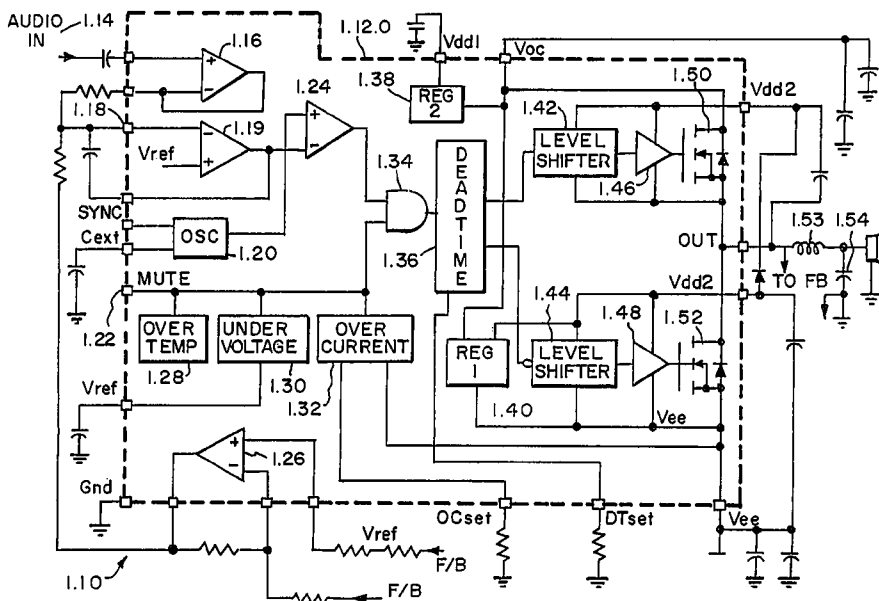 AUDIO IN
1.14
1.16
1.12.0
Vdd1
Voc
1.38
REG 2
1.24
1.18
1.19
Vref
1.42
LEVEL SHIFTER
1.46
1.50
Vdd2
1.34
DEADTIME
1.36
SYNC
OSC
1.20
Cext
OUT
1.53
1.54
TO FB
MUTE
1.22
OVER TEMP
1.28
UNDER VOLTAGE
1.30
OVER CURRENT
1.32
Vdd2
1.44
LEVEL SHIFTER
1.48
1.52
REG 1
1.40
Vee
Vref
1.26
Gnd
OCset
DTset
Vee
Vref
F/B
F/B
1.10